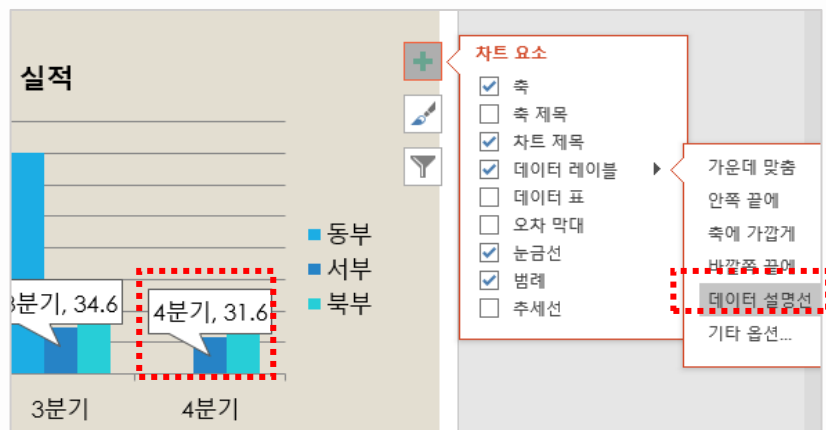 실적
동부
서부
북부
분기, 34.6
4분기, 31.6
3분기
4분기
차트 요소
축
축 제목
차트 제목
데이터 레이블
데이터 표
오차 막대
눈금선
범례
추세선
가운데 맞춤
안쪽 끝에
축에 가깝게
바깥쪽 끝에
데이터 설명선
기타 옵션...